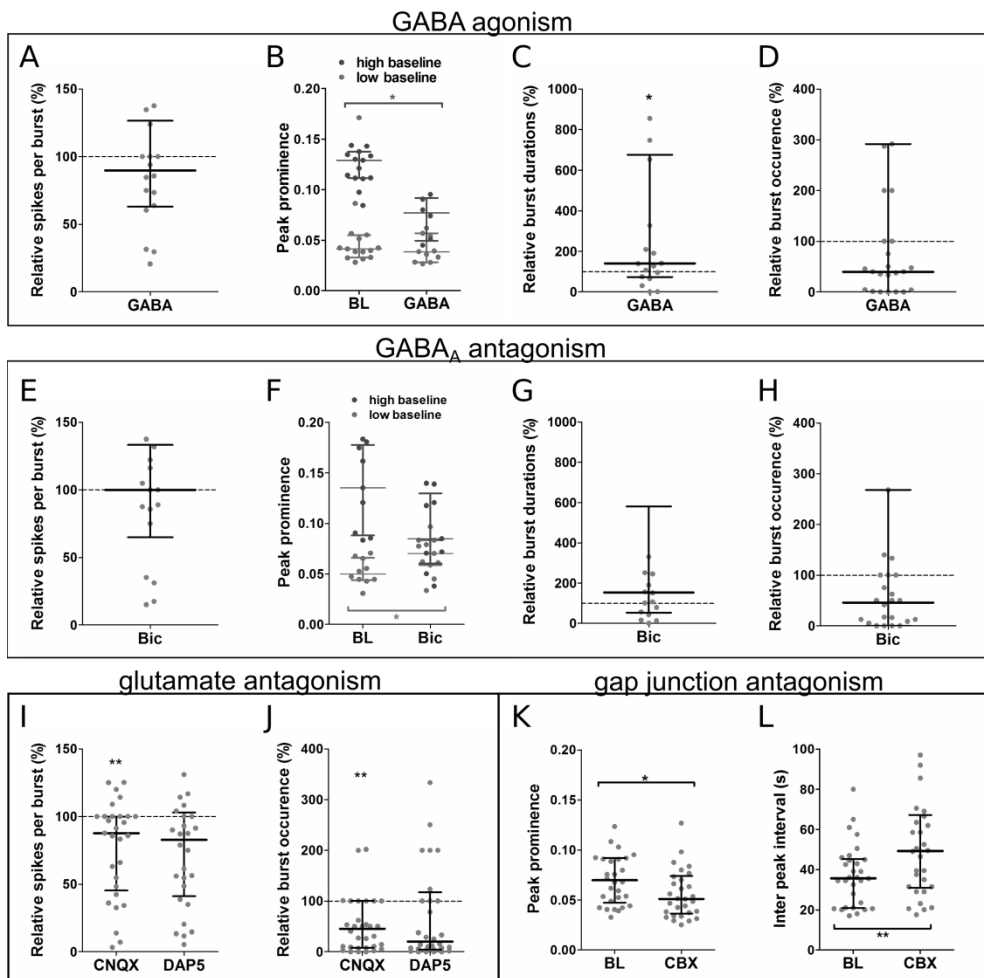 GABA agonism
A
Relative spikes per burst (%)
150
100
50
0
GABA
B
high baseline
low baseline
Peak prominence
0.20
0.15
0.10
0.05
0.00
*
BL
GABA
C
Relative burst durations (%)
1000
800
600
400
200
0
*
GABA
D
Relative burst occurence (%)
400
300
200
100
0
GABA
GABAA antagonism
E
Relative spikes per burst (%)
150
100
50
0
Bic
F
high baseline
low baseline
Peak prominence
0.20
0.15
0.10
0.05
0.00
*
BL
Bic
G
Relative burst durations (%)
1000
800
600
400
200
0
Bic
H
Relative burst occurence (%)
400
300
200
100
0
Bic
glutamate antagonism
I
Relative spikes per burst (%)
150
100
50
0
**
CNQX
DAP5
J
Relative burst occurence (%)
400
300
200
100
0
**
CNQX
DAP5
gap junction antagonism
K
Peak prominence
0.20
0.15
0.10
0.05
0.00
*
BL
CBX
L
Inter peak interval (s)
100
80
60
40
20
0
**
BL
CBX